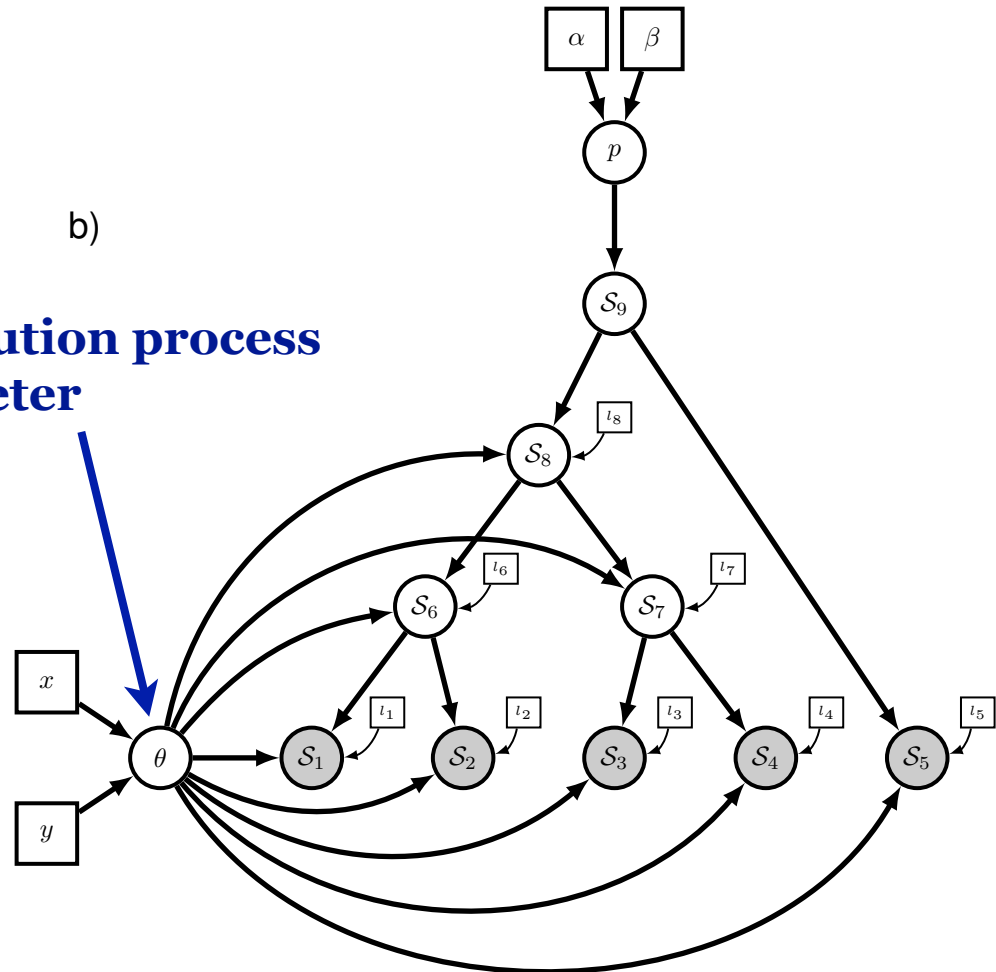 α β
p
b)
S₉
ution process
eter
l₈
S₈
l₆ l₇
S₆ S₇
x
l₁ l₂ l₃ l₄ l₅
θ S₁ S₂ S₃ S₄ S₅
y